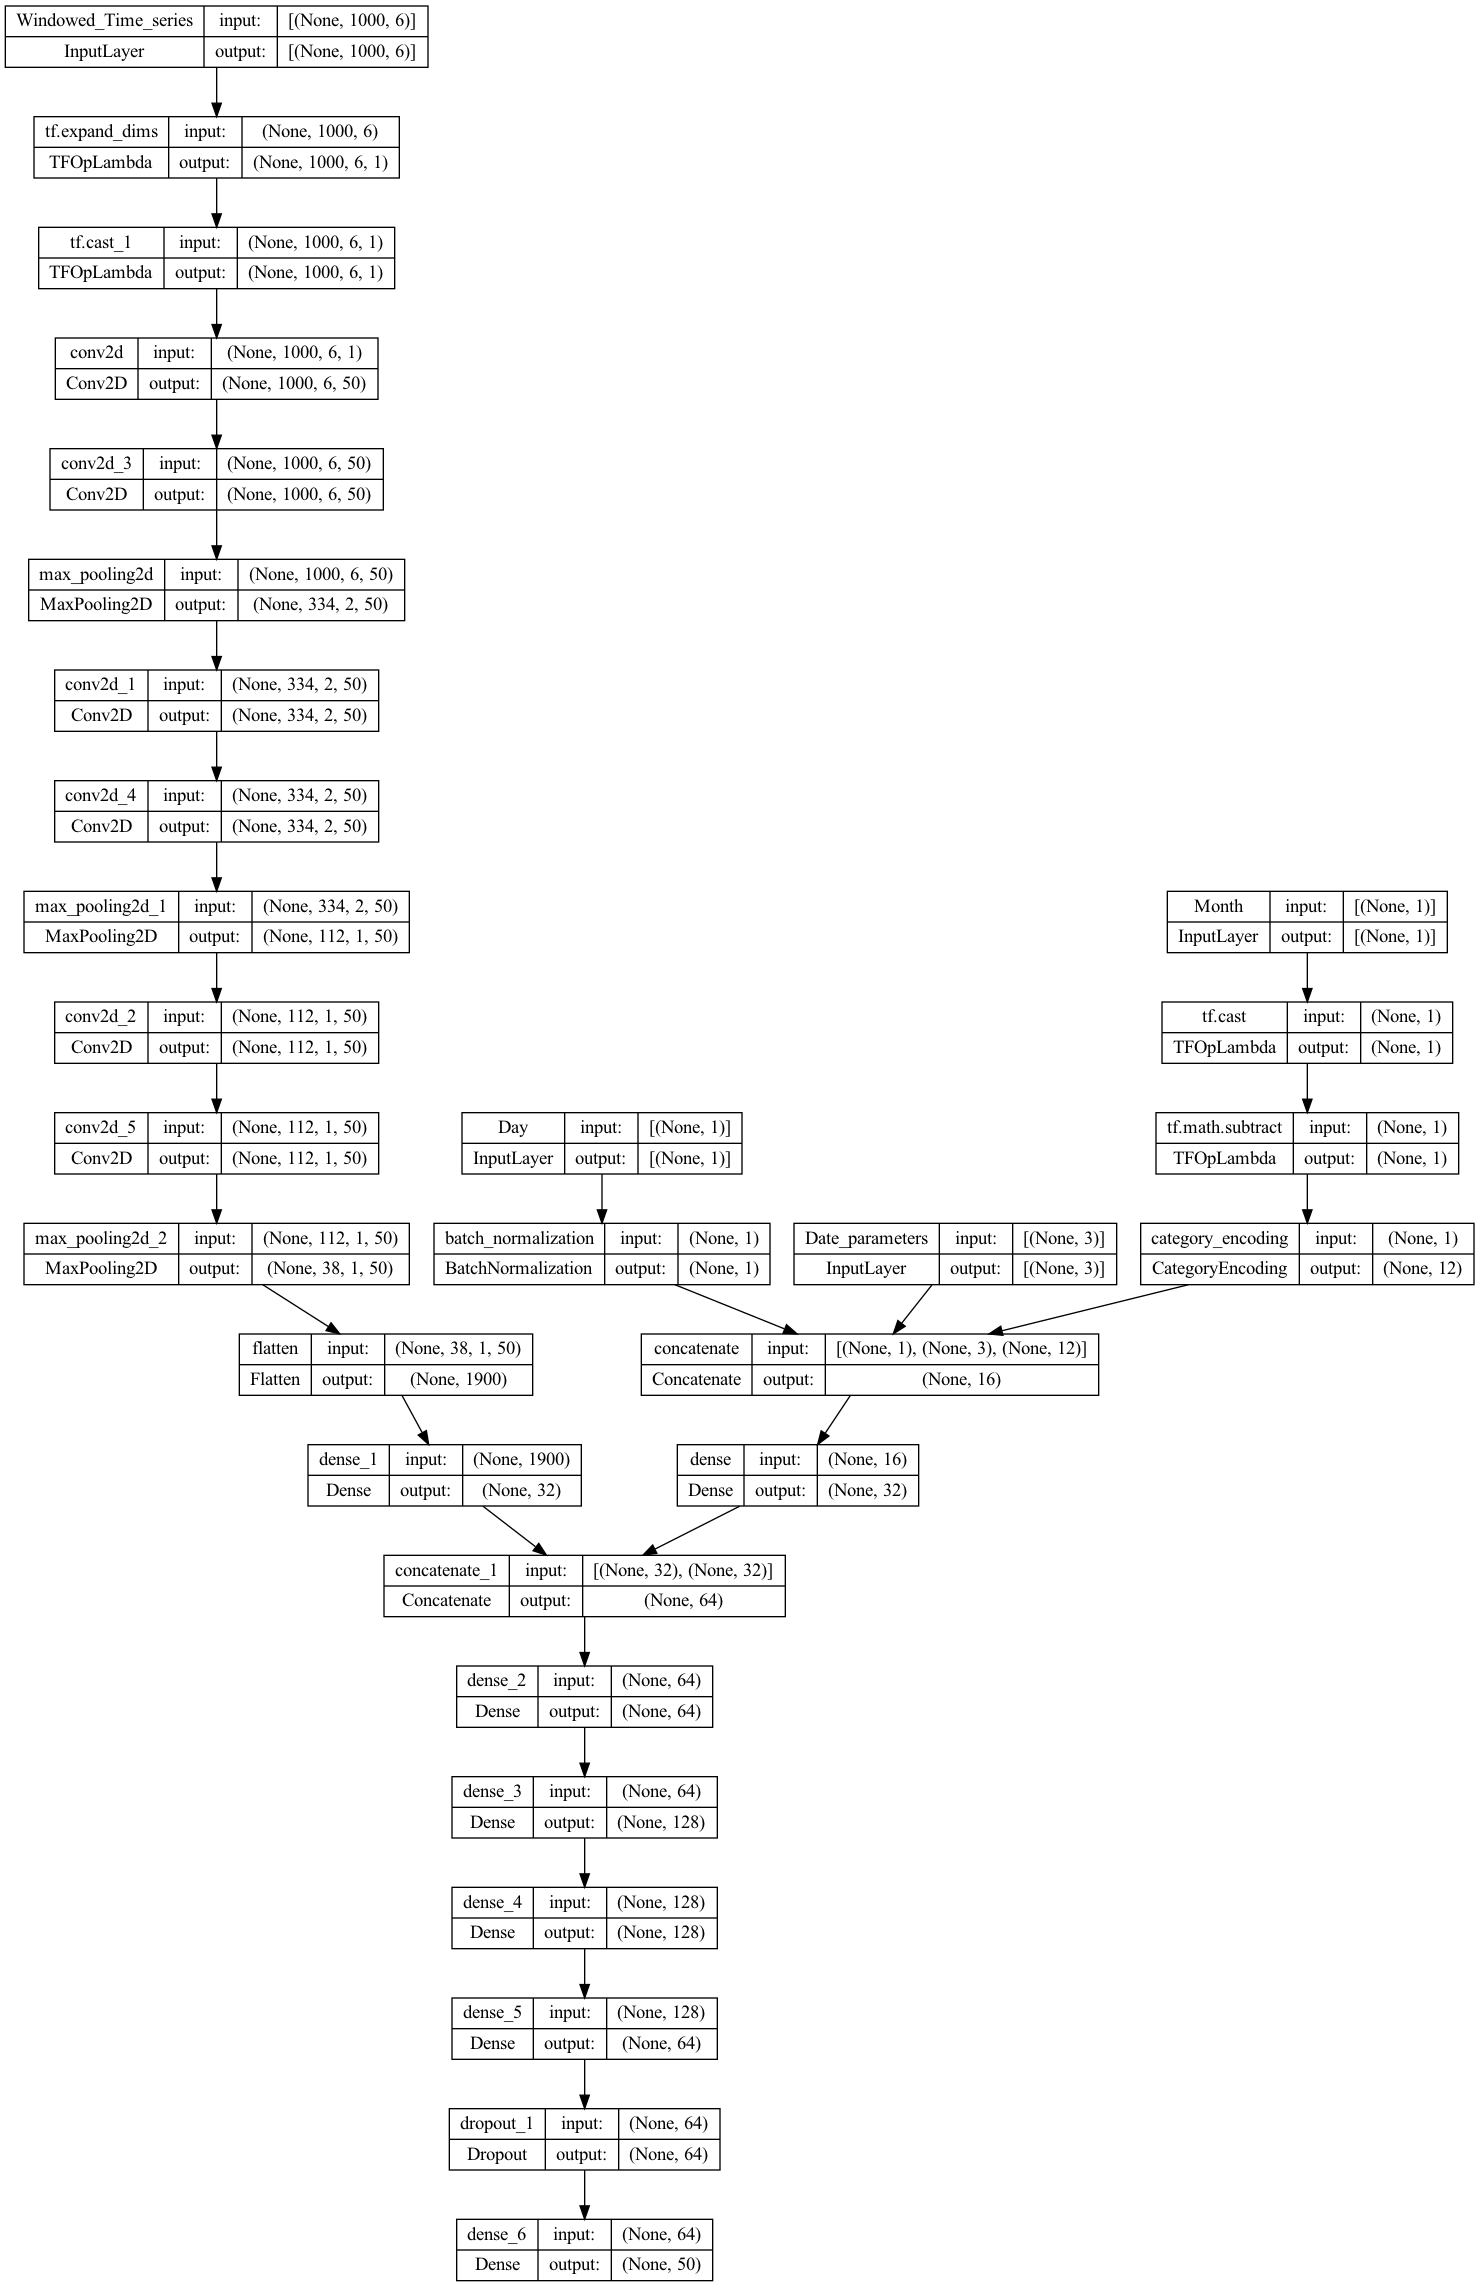 Windowed_Time_series input: [(None, 1000, 6)]
InputLayer output: [(None, 1000, 6)]
tf.expand_dims input: (None, 1000, 6)
TFOpLambda output: (None, 1000, 6, 1)
tf.cast_1 input: (None, 1000, 6, 1)
TFOpLambda output: (None, 1000, 6, 1)
conv2d input: (None, 1000, 6, 1)
Conv2D output: (None, 1000, 6, 50)
conv2d_3 input: (None, 1000, 6, 50)
Conv2D output: (None, 1000, 6, 50)
max_pooling2d input: (None, 1000, 6, 50)
MaxPooling2D output: (None, 334, 2, 50)
conv2d_1 input: (None, 334, 2, 50)
Conv2D output: (None, 334, 2, 50)
conv2d_4 input: (None, 334, 2, 50)
Conv2D output: (None, 334, 2, 50)
max_pooling2d_1 input: (None, 334, 2, 50)
MaxPooling2D output: (None, 112, 1, 50)
Month input: [(None, 1)]
InputLayer output: [(None, 1)]
conv2d_2 input: (None, 112, 1, 50)
Conv2D output: (None, 112, 1, 50)
tf.cast input: (None, 1)
TFOpLambda output: (None, 1)
conv2d_5 input: (None, 112, 1, 50)
Conv2D output: (None, 112, 1, 50)
Day input: [(None, 1)]
InputLayer output: [(None, 1)]
tf.math.subtract input: (None, 1)
TFOpLambda output: (None, 1)
max_pooling2d_2 input: (None, 112, 1, 50)
MaxPooling2D output: (None, 38, 1, 50)
batch_normalization input: (None, 1)
BatchNormalization output: (None, 1)
Date_parameters input: [(None, 3)]
InputLayer output: [(None, 3)]
category_encoding input: (None, 1)
CategoryEncoding output: (None, 12)
flatten input: (None, 38, 1, 50)
Flatten output: (None, 1900)
concatenate input: [(None, 1), (None, 3), (None, 12)]
Concatenate output: (None, 16)
dense_1 input: (None, 1900)
Dense output: (None, 32)
dense input: (None, 16)
Dense output: (None, 32)
concatenate_1 input: [(None, 32), (None, 32)]
Concatenate output: (None, 64)
dense_2 input: (None, 64)
Dense output: (None, 64)
dense_3 input: (None, 64)
Dense output: (None, 128)
dense_4 input: (None, 128)
Dense output: (None, 128)
dense_5 input: (None, 128)
Dense output: (None, 64)
dropout_1 input: (None, 64)
Dropout output: (None, 64)
dense_6 input: (None, 64)
Dense output: (None, 50)